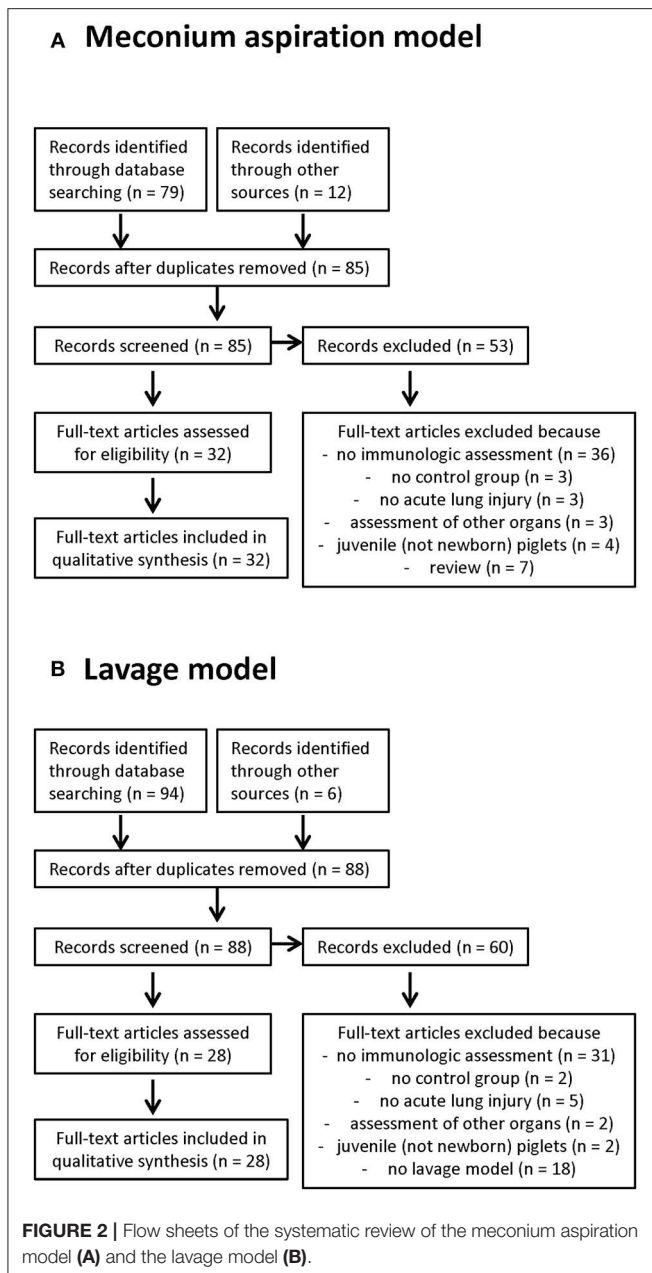 A Meconium aspiration model
Records identified
through database
searching (n = 79)
Records identified
through other
sources (n = 12)
Records after duplicates removed (n = 85)
Records screened (n = 85)
Records excluded (n = 53)
Full-text articles assessed
for eligibility (n = 32)
Full-text articles excluded because
- no immunologic assessment (n = 36)
- no control group (n = 3)
- no acute lung injury (n = 3)
- assessment of other organs (n = 3)
- juvenile (not newborn) piglets (n = 4)
- review (n = 7)
Full-text articles included in
qualitative synthesis (n = 32)
B Lavage model
Records identified
through database
searching (n = 94)
Records identified
through other
sources (n = 6)
Records after duplicates removed (n = 88)
Records screened (n = 88)
Records excluded (n = 60)
Full-text articles assessed
for eligibility (n = 28)
Full-text articles excluded because
- no immunologic assessment (n = 31)
- no control group (n = 2)
- no acute lung injury (n = 5)
- assessment of other organs (n = 2)
- juvenile (not newborn) piglets (n = 2)
- no lavage model (n = 18)
Full-text articles included in
qualitative synthesis (n = 28)
FIGURE 2 | Flow sheets of the systematic review of the meconium aspiration
model (A) and the lavage model (B).